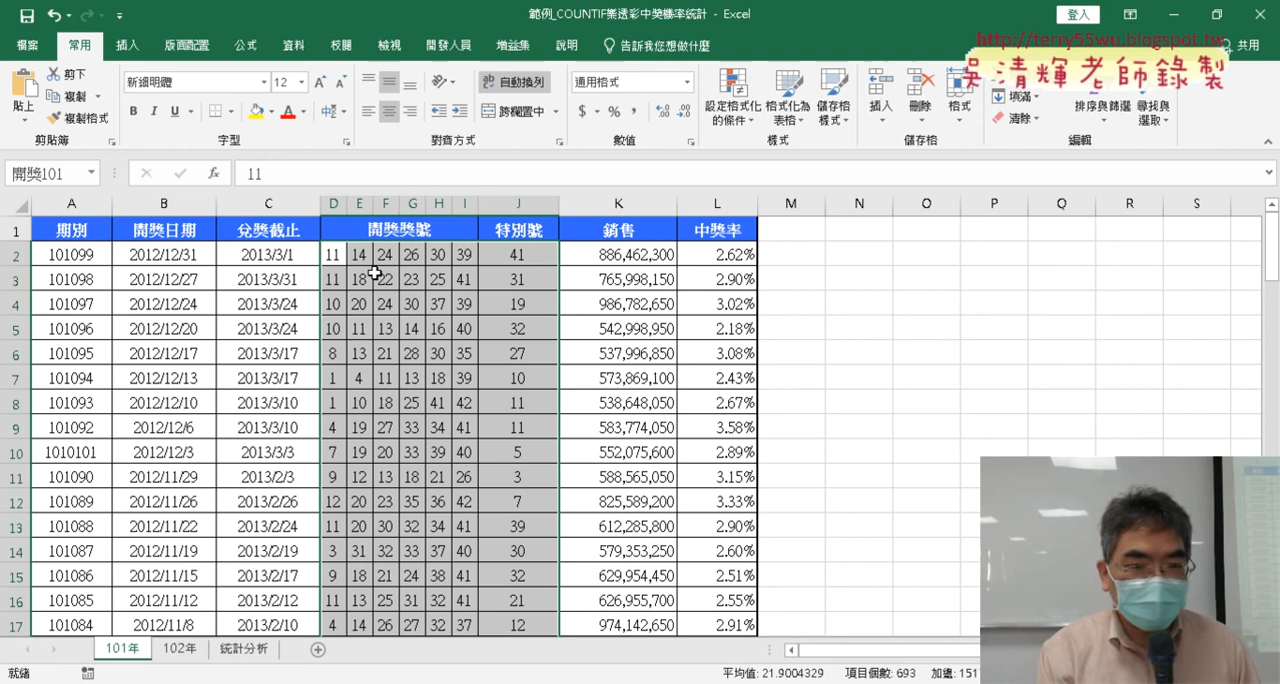 範例_COUNTIF樂透彩中獎機率統計 - Excel
登入
檔案 常用 插入 版面配置 公式 資料 校閱 檢視 開發人員 增益集 說明 告訴我您想做什麼 共用
http://terry55wu.blogspot.tw
吳清輝老師錄製
貼上 剪下 複製 複製格式 剪貼簿
新細明體 12 B I U 字型
自動換列 跨欄置中 對齊方式
通用格式 $ % 數值
設定格式化的條件 格式化為表格 儲存格樣式 樣式
插入 刪除 格式 儲存格
填滿 清除 排序與篩選 尋找與選取 編輯
開獎101 fx 11
A B C D E F G H I J K L M N O P Q R S
1 期別 開獎日期 兌獎截止 開獎獎號 特別號 銷售 中獎率
2 101099 2012/12/31 2013/3/1 11 14 24 26 30 39 41 886,462,300 2.62%
3 101098 2012/12/27 2013/3/31 11 18 22 23 25 41 31 765,998,150 2.90%
4 101097 2012/12/24 2013/3/24 10 20 24 30 37 39 19 986,782,650 3.02%
5 101096 2012/12/20 2013/3/24 10 11 13 14 16 40 32 542,998,950 2.18%
6 101095 2012/12/17 2013/3/17 8 13 21 28 30 35 27 537,996,850 3.08%
7 101094 2012/12/13 2013/3/17 1 4 11 13 18 39 10 573,869,100 2.43%
8 101093 2012/12/10 2013/3/10 1 10 18 25 41 42 11 538,648,050 2.67%
9 101092 2012/12/6 2013/3/10 4 19 27 33 34 41 11 583,774,050 3.58%
10 1010101 2012/12/3 2013/3/3 7 19 20 33 39 40 5 552,075,600 2.89%
11 101090 2012/11/29 2013/2/3 9 12 13 18 21 26 3 588,565,050 3.15%
12 101089 2012/11/26 2013/2/26 12 20 23 35 36 42 7 825,589,200 3.33%
13 101088 2012/11/22 2013/2/24 11 20 30 32 34 41 39 612,285,800 2.90%
14 101087 2012/11/19 2013/2/19 3 31 32 33 37 40 30 579,353,250 2.60%
15 101086 2012/11/15 2013/2/17 9 18 21 24 38 41 32 629,954,450 2.51%
16 101085 2012/11/12 2013/2/12 11 13 25 31 32 41 21 626,955,700 2.55%
17 101084 2012/11/8 2013/2/10 4 14 26 27 32 37 12 974,142,650 2.91%
101年 102年 統計分析
就緒 平均值: 21.9004329 項目個數: 693 加總: 1517